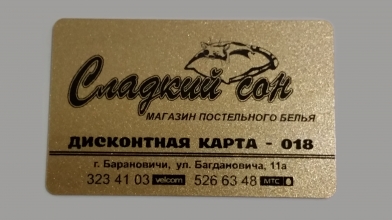 Сладкий сон
МАГАЗИН ПОСТЕЛЬНОГО БЕЛЬЯ
ДИСКОНТНАЯ КАРТА - 018
г. Барановичи, ул. Багдановича, 11а
323 41 03 velcom 526 63 48 МТС